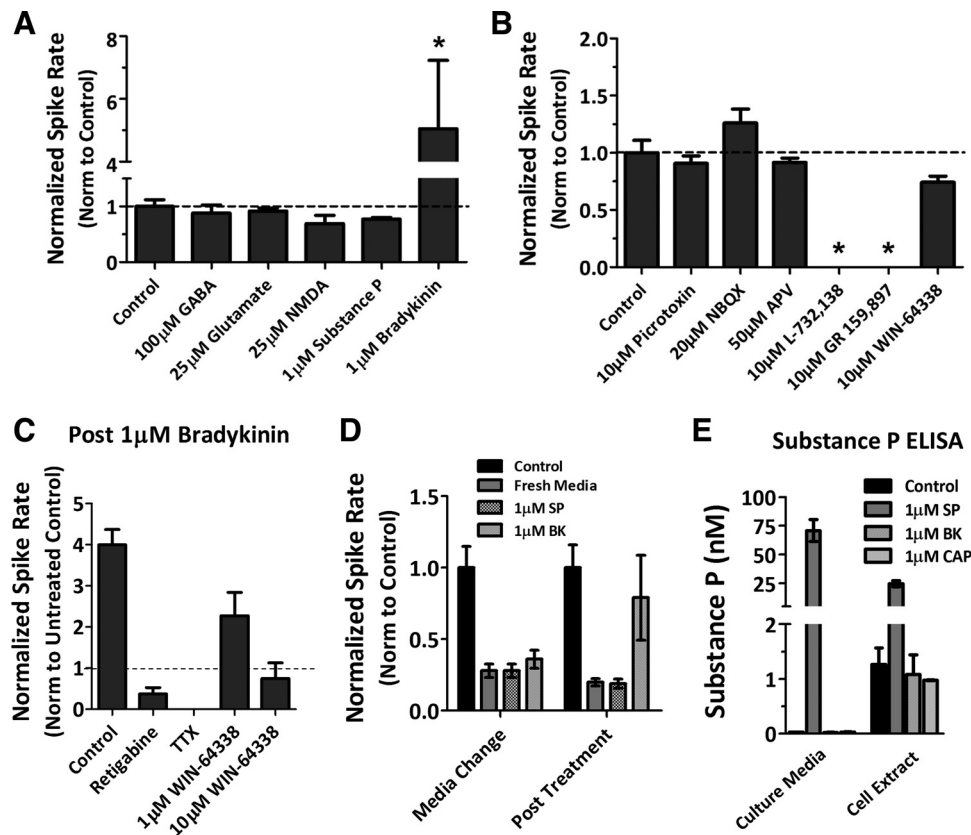 A
Normalized Spike Rate
(Norm to Control)
8
6
4
1
0
*
Control
100µM GABA
25µM Glutamate
25µM NMDA
1µM Substance P
1µM Bradykinin
B
Normalized Spike Rate
(Norm to Control)
2.0
1.5
1.0
0.5
0.0
*
*
Control
10µM Picrotoxin
20µM NBQX
50µM APV
10µM L-732,138
10µM GR 159,897
10µM WIN-64338
C
Post 1µM Bradykinin
Normalized Spike Rate
(Norm to Untreated Control)
5
4
3
2
1
0
Control
Retigabine
TTX
1µM WIN-64338
10µM WIN-64338
D
Normalized Spike Rate
(Norm to Control)
1.5
1.0
0.5
0.0
Control
Fresh Media
1µM SP
1µM BK
Media Change
Post Treatment
E
Substance P ELISA
Substance P (nM)
100
75
50
25
2
1
0
Control
1µM SP
1µM BK
1µM CAP
Culture Media
Cell Extract